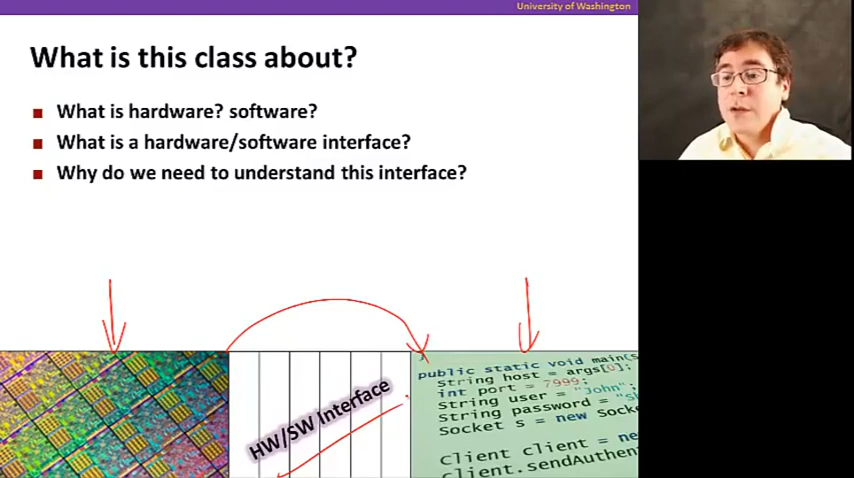 University of Washington
What is this class about?
What is hardware? software?
What is a hardware/software interface?
Why do we need to understand this interface?
HW/SW Interface
}
public static void main(s
String host = args[0];
int port = 7999;
String user = "John";
String password =
Socket s = new Socke
Client client = ne
client.sendAuthen